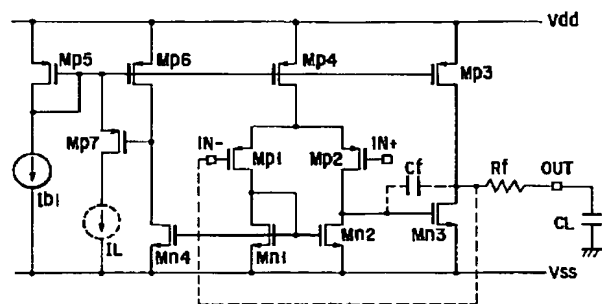 Vdd
Mp5
Mp6
Mp4
Mp3
Mp7
IN-
IN+
Mp1
Mp2
Cf
Rf
OUT
Ib1
CL
IL
Mn4
Mn1
Mn2
Mn3
Vss